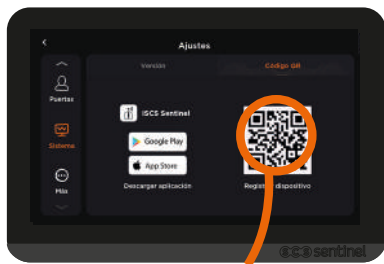 Ajustes
Versión
Código QR
Puertas
ISCS Sentinel
Sistema
Google Play
App Store
Más
Descargar aplicación
dispositivo
sentinel